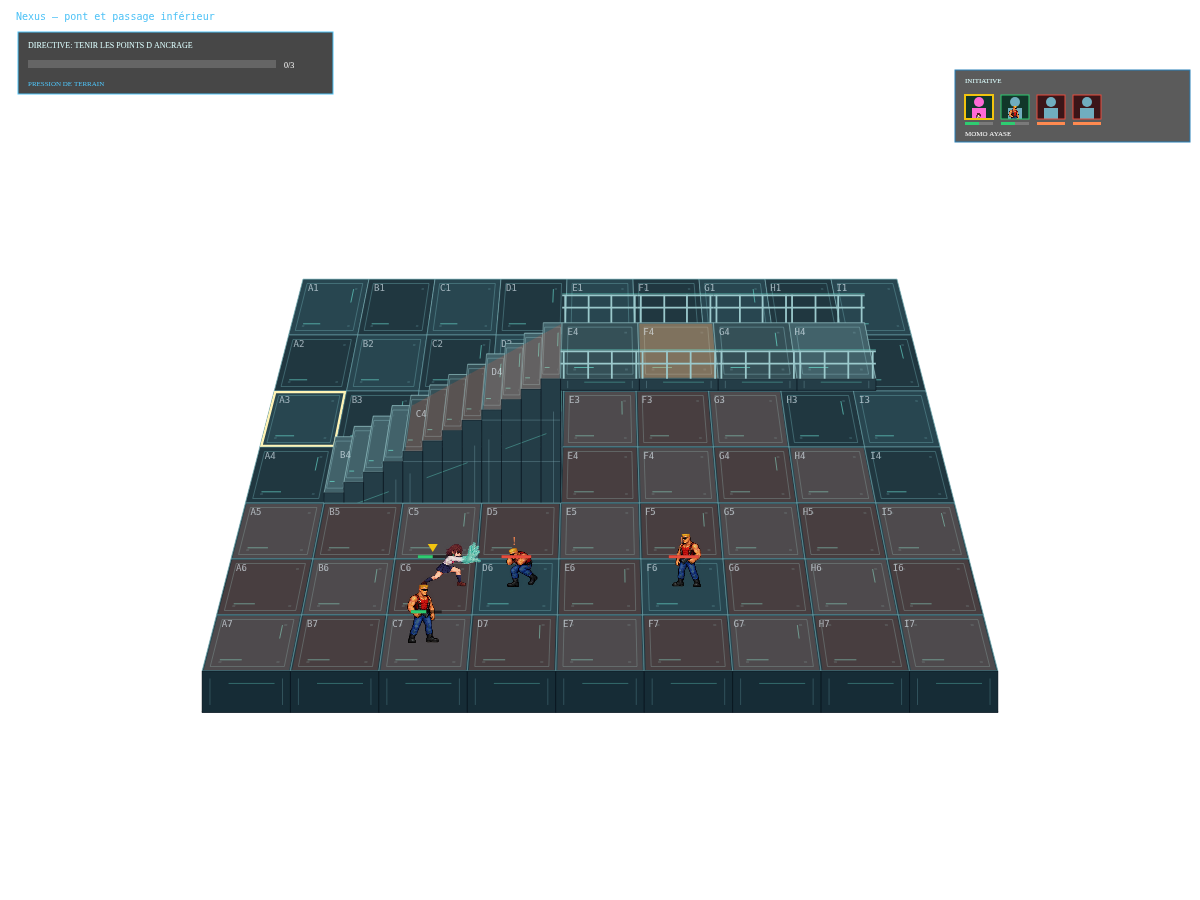 Nexus — pont et passage inférieur
DIRECTIVE: TENIR LES POINTS D ANCRAGE
0/3
PRESSION DE TERRAIN
INITIATIVE
MOMO AYASE
A1 B1 C1 D1 E1 F1 G1 H1 I1
A2 B2 C2
E4 F4 G4 H4
D4
A3 B3 C4 E3 F3 G3 H3 I3
A4 B4 E4 F4 G4 H4 I4
A5 B5 C5 D5 E5 F5 G5 H5 I5
A6 B6 C6 D6 E6 F6 G6 H6 I6
A7 B7 C7 D7 E7 F7 G7 H7 I7